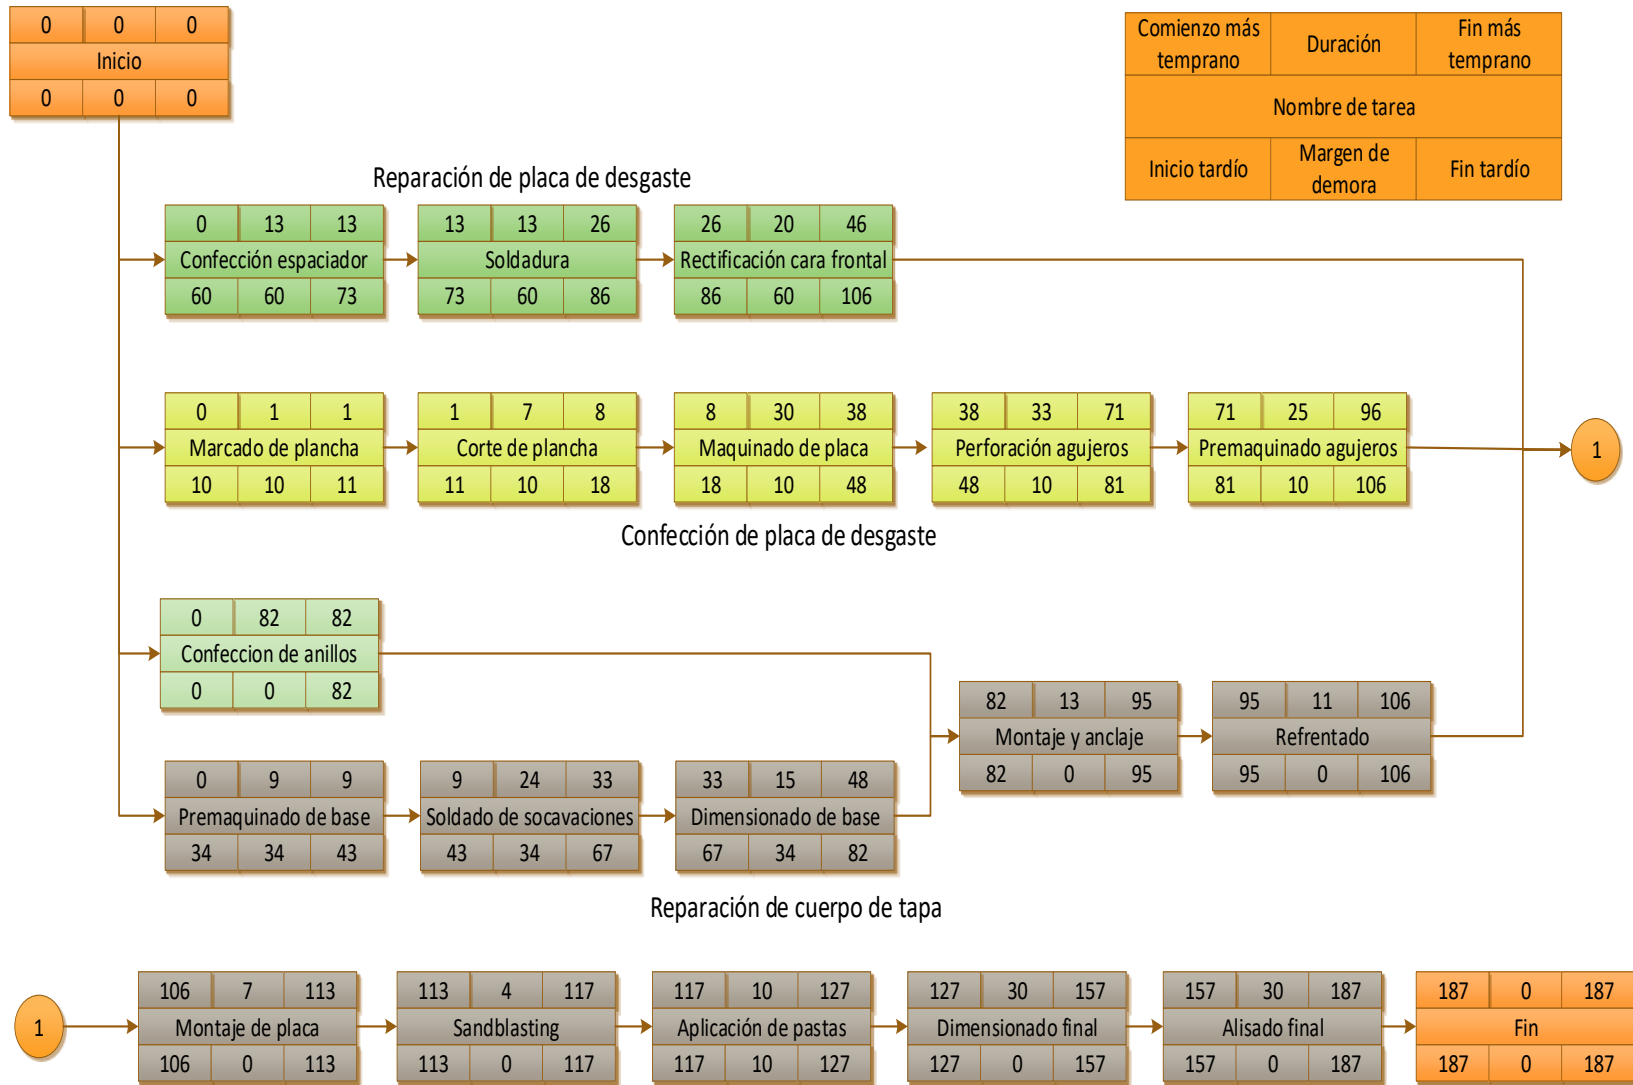 0 0 0
Inicio
0 0 0
Comienzo más temprano Duración Fin más temprano
Nombre de tarea
Inicio tardío Margen de demora Fin tardío
Reparación de placa de desgaste
0 13 13
Confección espaciador
60 60 73
13 13 26
Soldadura
73 60 86
26 20 46
Rectificación cara frontal
86 60 106
0 1 1
Marcado de plancha
10 10 11
1 7 8
Corte de plancha
11 10 18
8 30 38
Maquinado de placa
18 10 48
38 33 71
Perforación agujeros
48 10 81
71 25 96
Premaquinado agujeros
81 10 106
1
Confección de placa de desgaste
0 82 82
Confeccion de anillos
0 0 82
82 13 95
Montaje y anclaje
82 0 95
95 11 106
Refrentado
95 0 106
0 9 9
Premaquinado de base
34 34 43
9 24 33
Soldado de socavaciones
43 34 67
33 15 48
Dimensionado de base
67 34 82
Reparación de cuerpo de tapa
1
106 7 113
Montaje de placa
106 0 113
113 4 117
Sandblasting
113 0 117
117 10 127
Aplicación de pastas
117 10 127
127 30 157
Dimensionado final
127 0 157
157 30 187
Alisado final
157 0 187
187 0 187
Fin
187 0 187